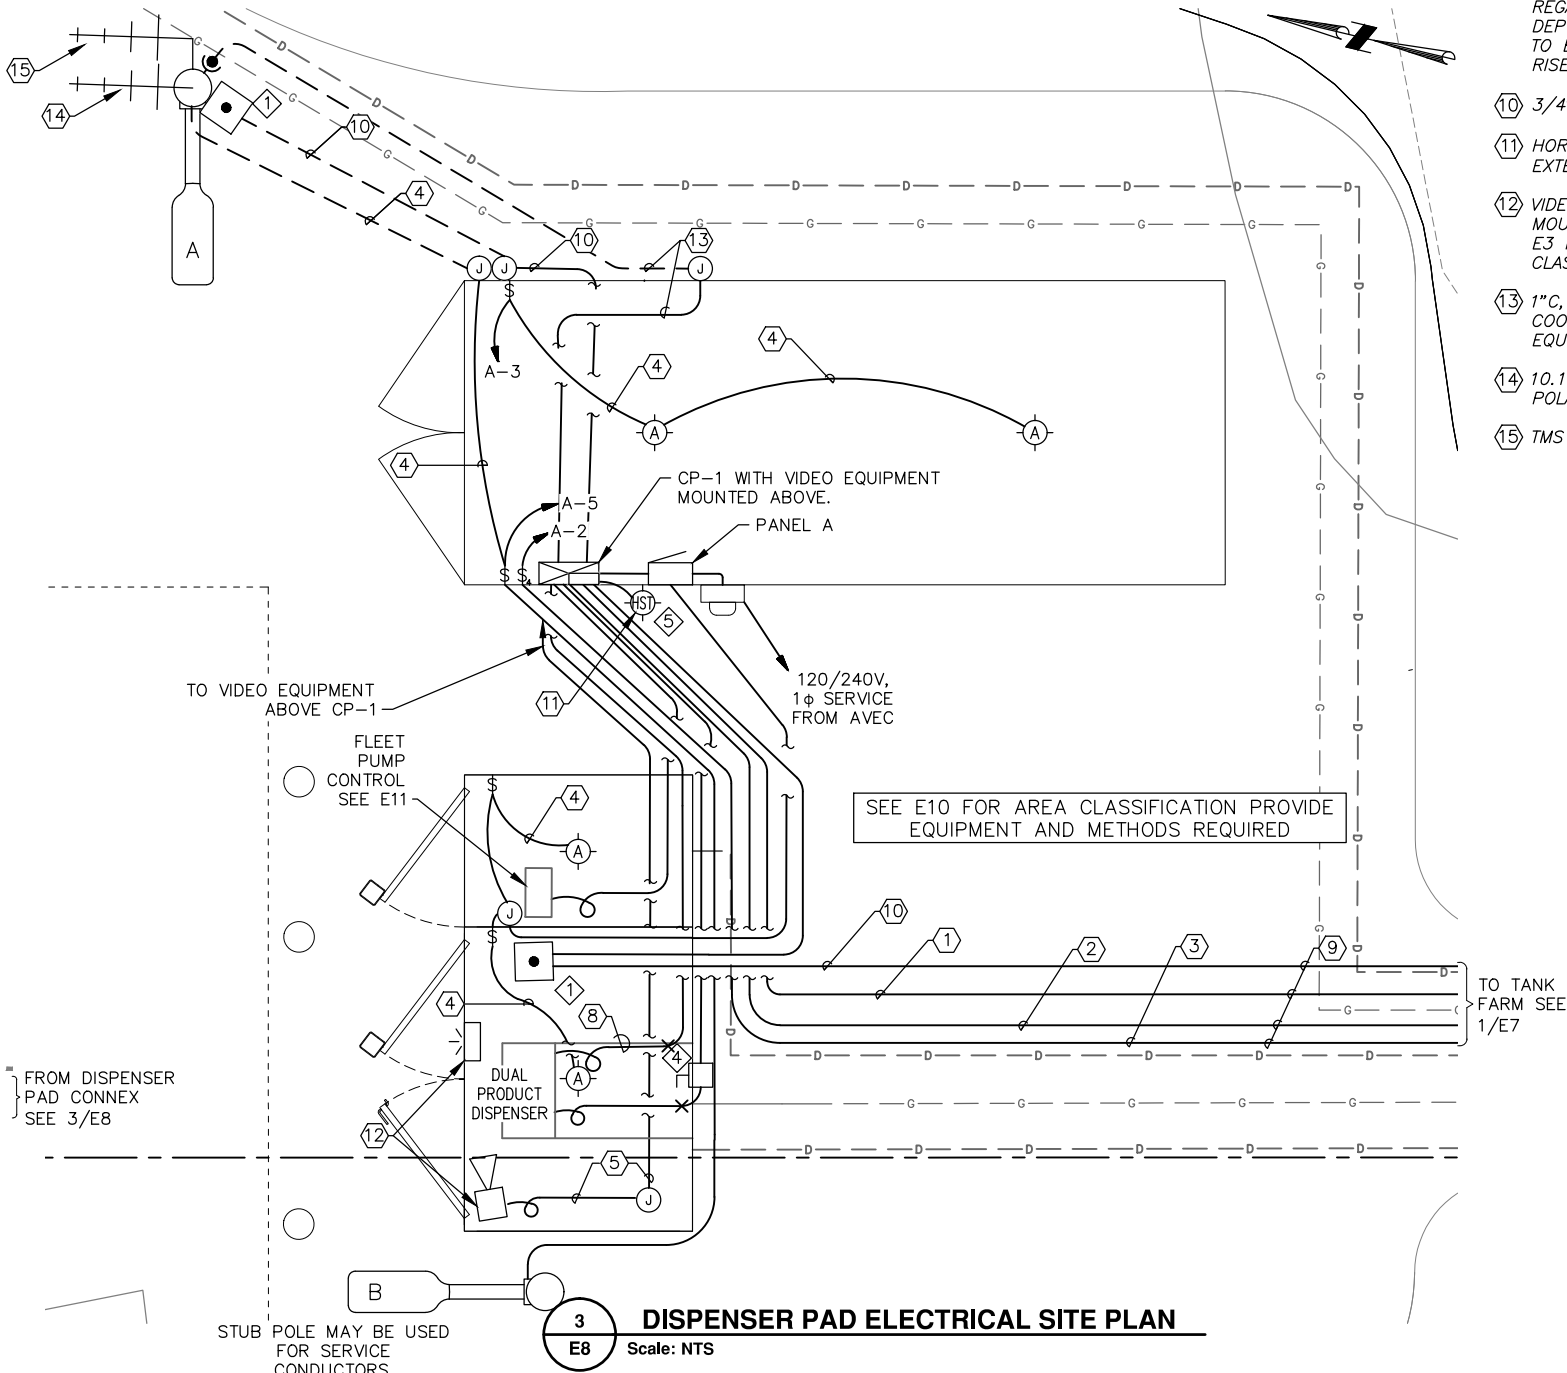 REGA
DEP
TO E
RISE
10 3/4
11 HOR
EXTE
12 VIDE
MOU
E3
CLAS
13 1"C,
COO
EQU
14 10.1
POLA
15 TMS
15
14
1
10
4
A
D D D D D D D D D D D
G G G G G G G G G G
10
13
J J J
S
A-3
4
4
A A
4
CP-1 WITH VIDEO EQUIPMENT
MOUNTED ABOVE.
A-5
A-2
PANEL A
S S4
HST
5
11
TO VIDEO EQUIPMENT
ABOVE CP-1
120/240V,
1ϕ SERVICE
FROM AVEC
FLEET
PUMP
CONTROL
SEE E11
S
4
A
SEE E10 FOR AREA CLASSIFICATION PROVIDE
EQUIPMENT AND METHODS REQUIRED
J
S
10
1
2
3
9
TO TANK
FARM SEE
1/E7
1
4
8
4
DUAL
PRODUCT
DISPENSER
A
FROM DISPENSER
PAD CONNEX
SEE 3/E8
12
5
J
D D D D D D
G G G G G
D D D D D D
B
STUB POLE MAY BE USED
FOR SERVICE
CONDUCTORS
3
E8
DISPENSER PAD ELECTRICAL SITE PLAN
Scale: NTS